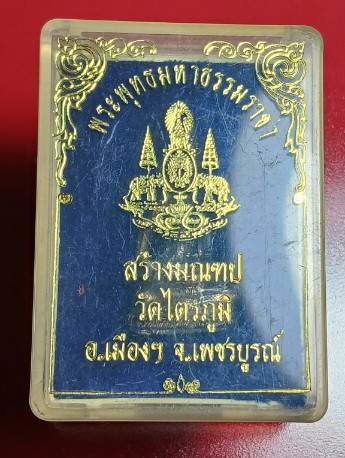 พระพุทธมหาธรรมราชา
สร้างมณฑป
วัดไตรภูมิ
อ.เมืองฯ จ.เพชรบูรณ์